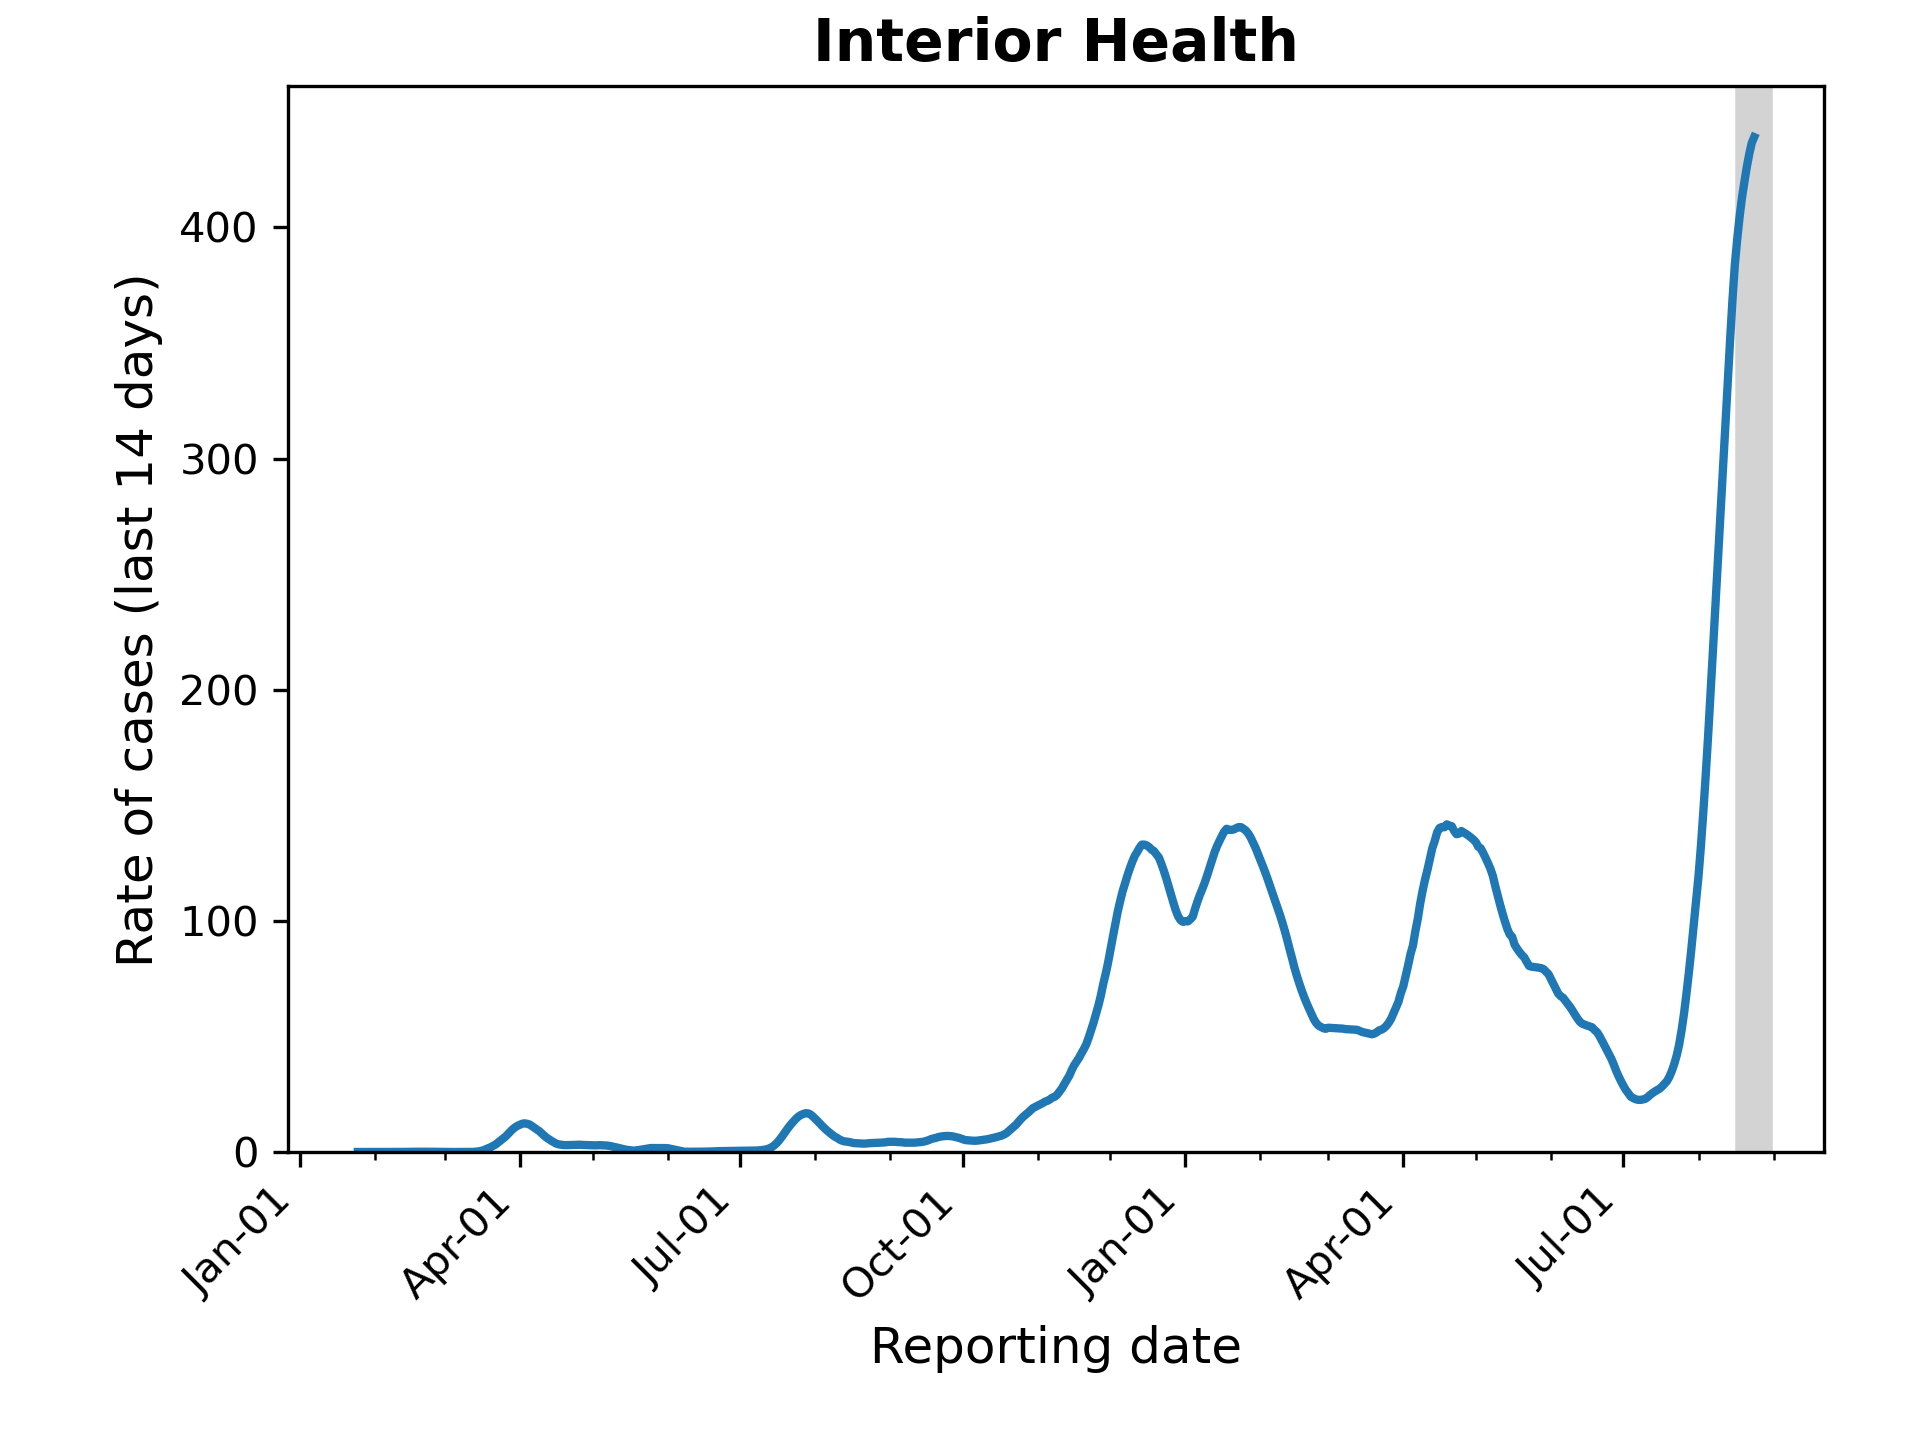 Interior Health
Rate of cases (last 14 days)
400
300
200
100
0
Jan-01
Apr-01
Jul-01
Oct-01
Jan-01
Apr-01
Jul-01
Reporting date